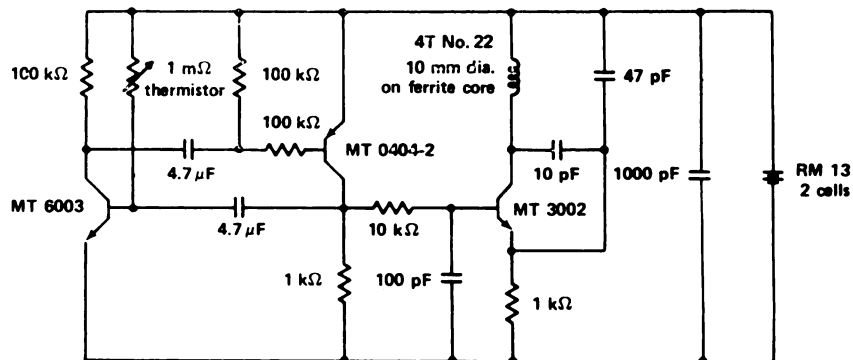 4T No. 22
10 mm dia.
on ferrite core
100 kΩ
1 mΩ
thermistor
100 kΩ
47 pF
100 kΩ
MT 0404-2
4.7 μF
10 pF
1000 pF
RM 13
2 cells
MT 6003
MT 3002
4.7 μF
10 kΩ
1 kΩ
100 pF
1 kΩ